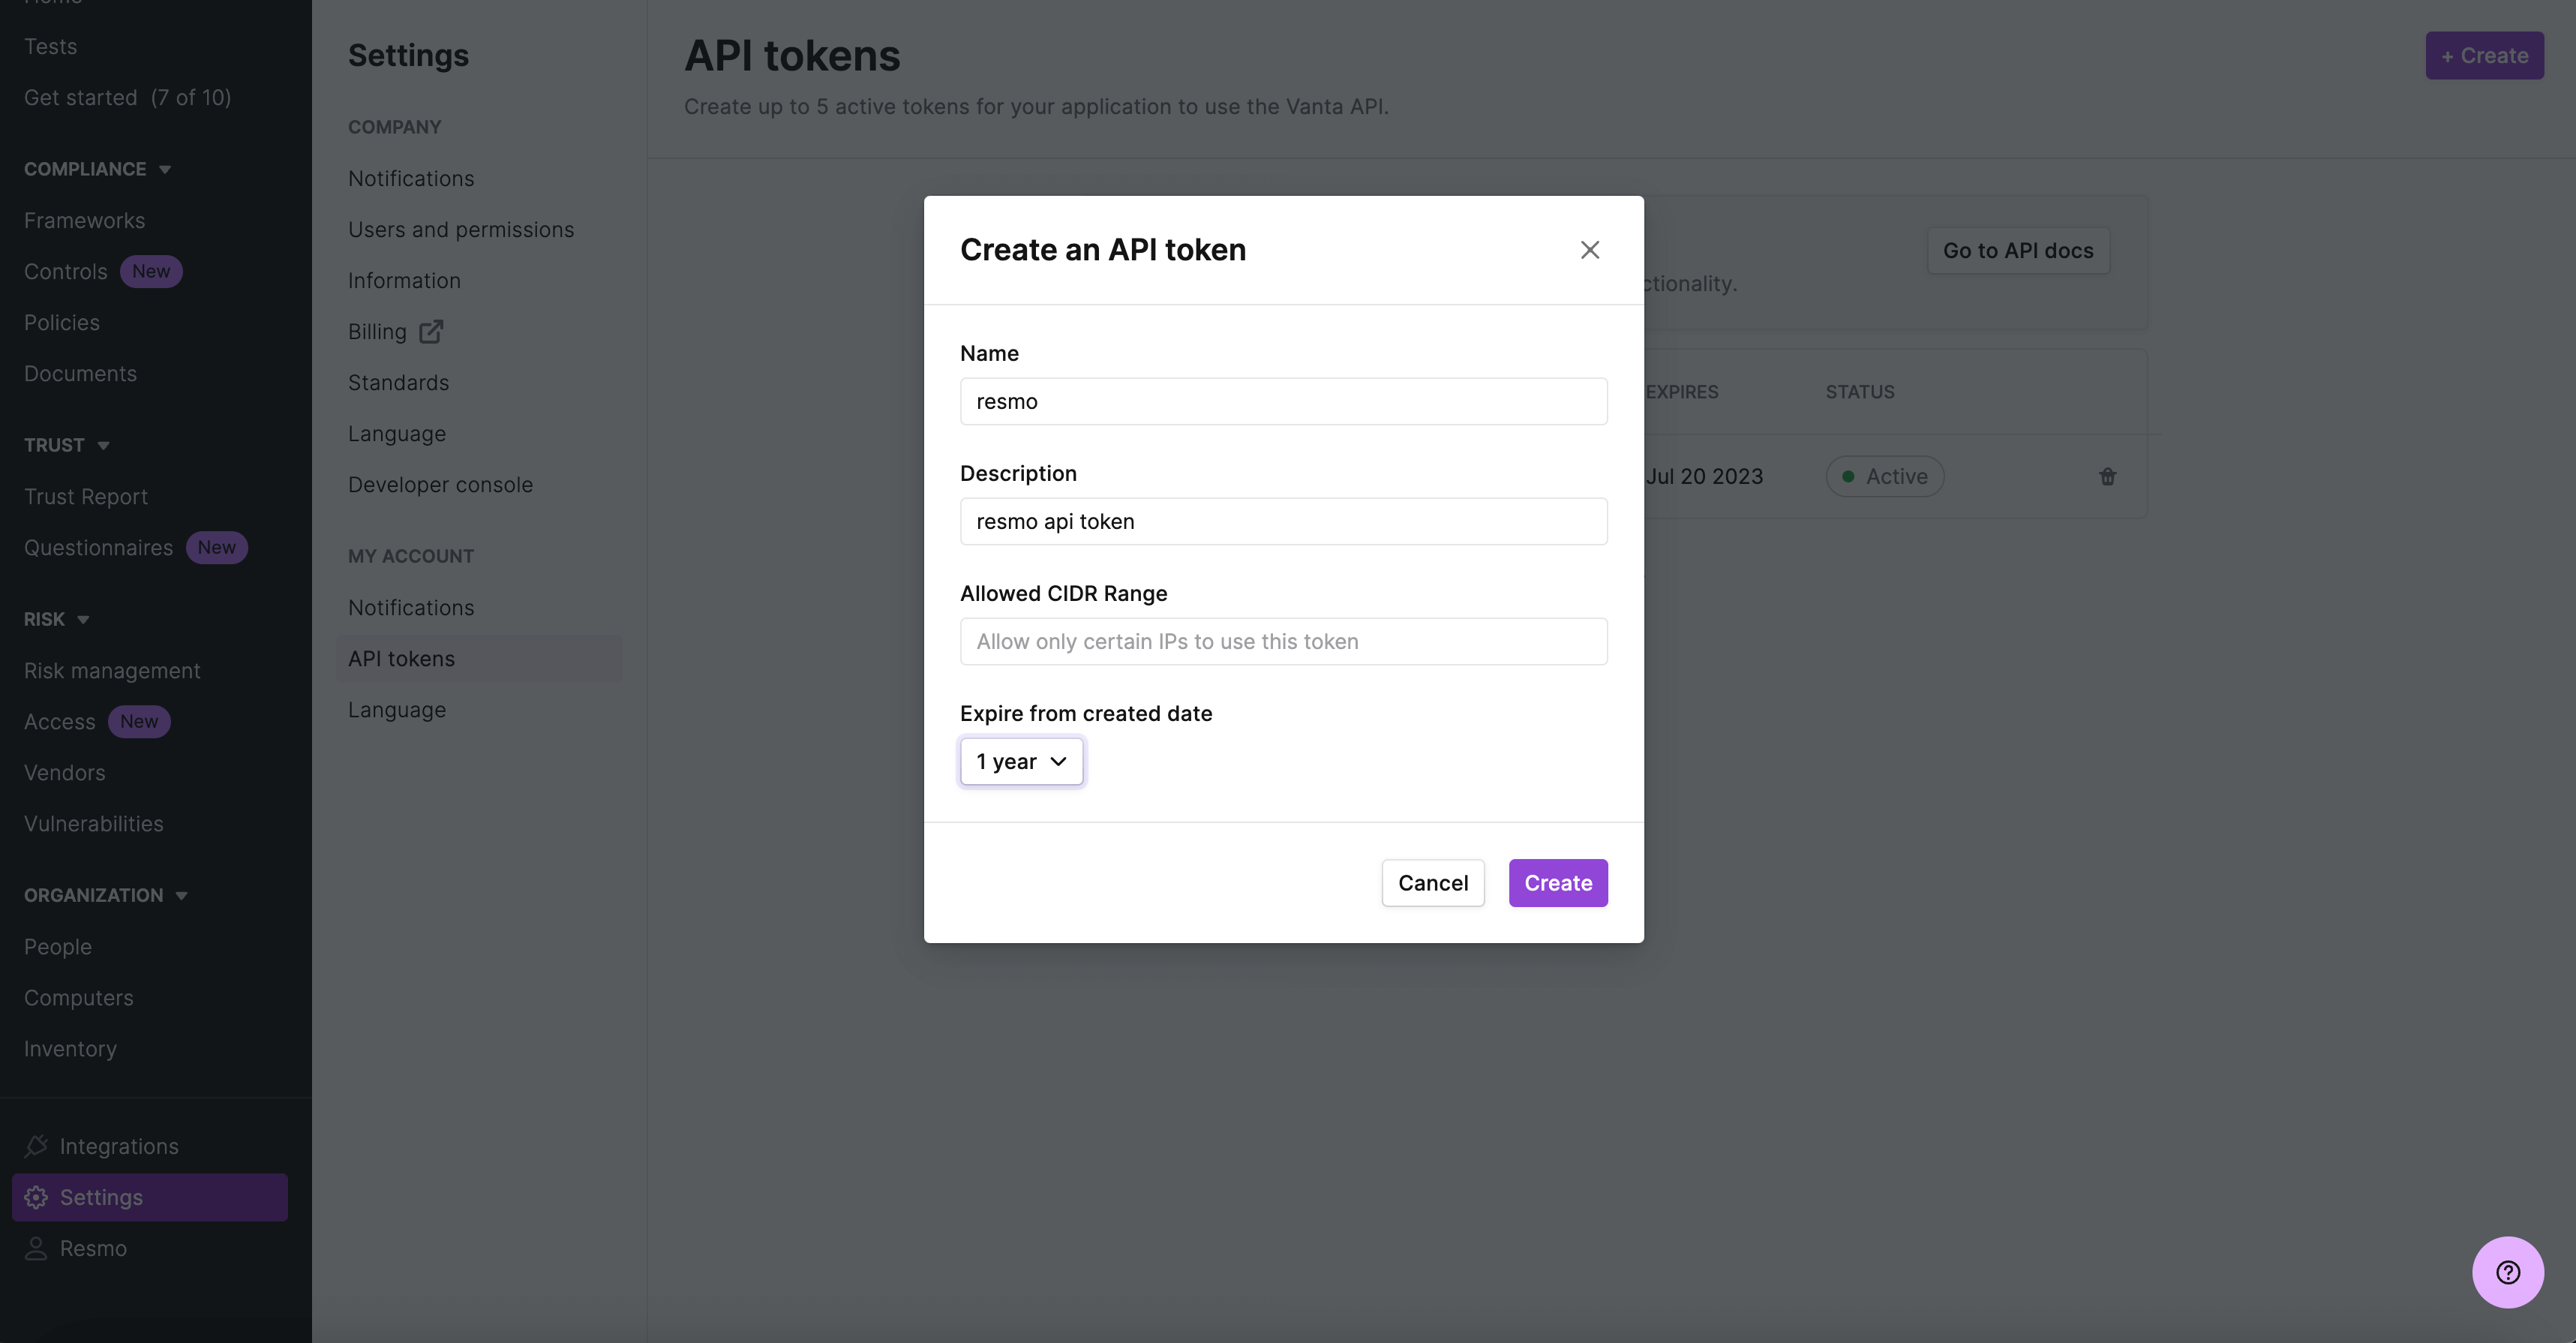 Home
Tests
Get started (7 of 10)
COMPLIANCE
Frameworks
Controls New
Policies
Documents
TRUST
Trust Report
Questionnaires New
RISK
Risk management
Access New
Vendors
Vulnerabilities
ORGANIZATION
People
Computers
Inventory
Integrations
Settings
Resmo
Settings
COMPANY
Notifications
Users and permissions
Information
Billing
Standards
Language
Developer console
MY ACCOUNT
Notifications
API tokens
Language
API tokens
+ Create
Create up to 5 active tokens for your application to use the Vanta API.
Go to API docs
ctionality.
EXPIRES STATUS
Jul 20 2023 Active
Create an API token
Name
resmo
Description
resmo api token
Allowed CIDR Range
Allow only certain IPs to use this token
Expire from created date
1 year
Cancel Create